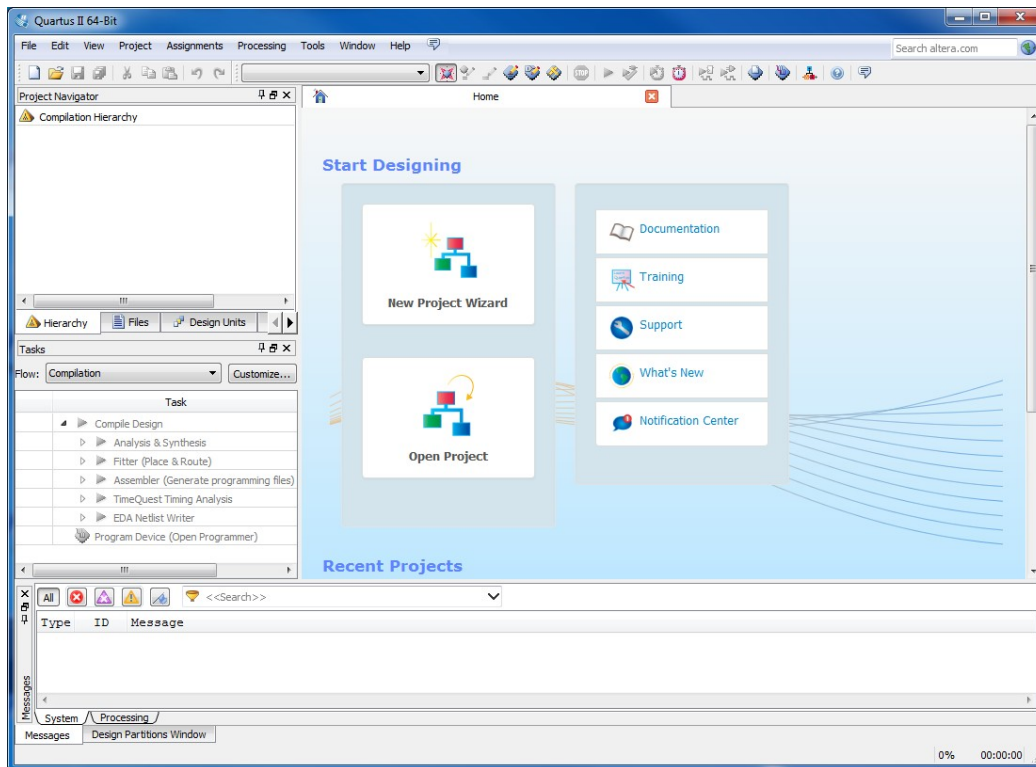 Quartus II 64-Bit
File Edit View Project Assignments Processing Tools Window Help
Search altera.com
Project Navigator
Home
Compilation Hierarchy
Start Designing
New Project Wizard
Open Project
Documentation
Training
Support
What's New
Notification Center
Hierarchy Files Design Units
Tasks
Flow: Compilation Customize...
Task
Compile Design
Analysis & Synthesis
Fitter (Place & Route)
Assembler (Generate programming files)
TimeQuest Timing Analysis
EDA Netlist Writer
Program Device (Open Programmer)
Recent Projects
All <<Search>>
Type ID Message
Messages
System Processing
Messages Design Partitions Window
0% 00:00:00